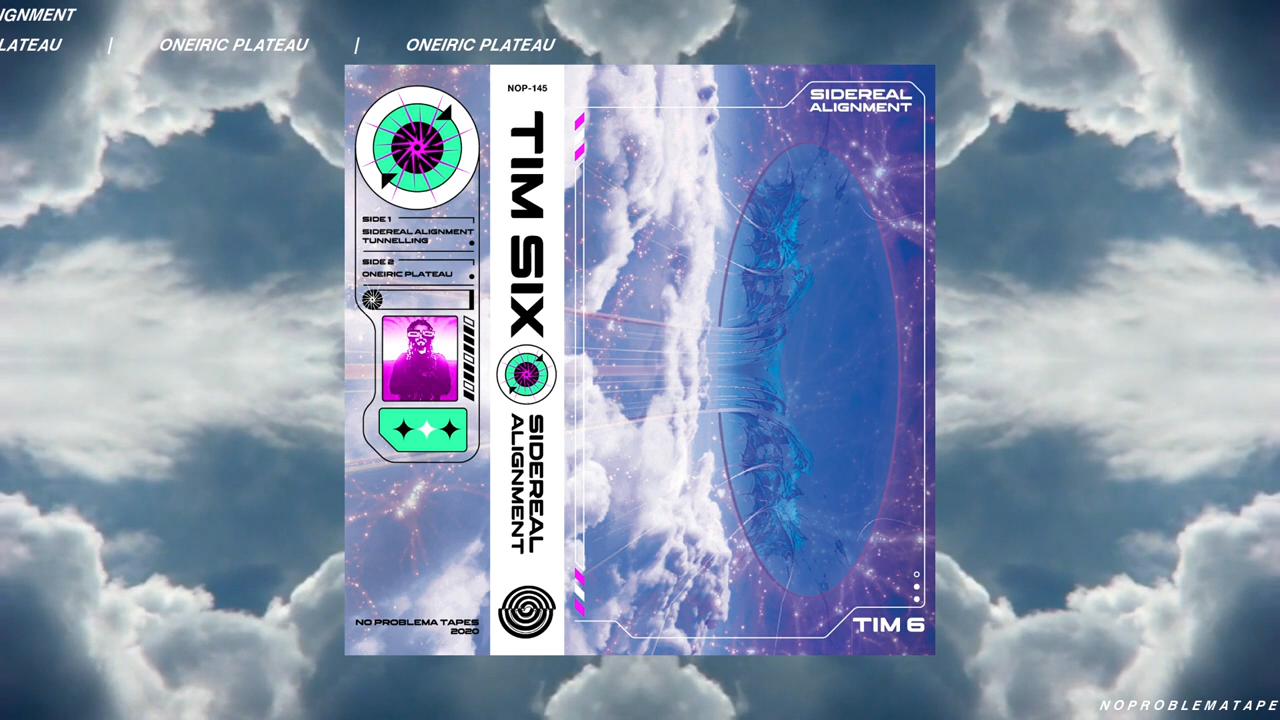 IGNMENT
LATEAU | ONEIRIC PLATEAU | ONEIRIC PLATEAU
SIDE 1
SIDEREAL ALIGNMENT
TUNNELLING
SIDE 2
ONEIRIC PLATEAU
NO PROBLEMA TAPES
2020
NOP-145
TIM SIX
SIDEREAL
ALIGNMENT
SIDEREAL
ALIGNMENT
TIM 6
NOPROBLEMATAPE